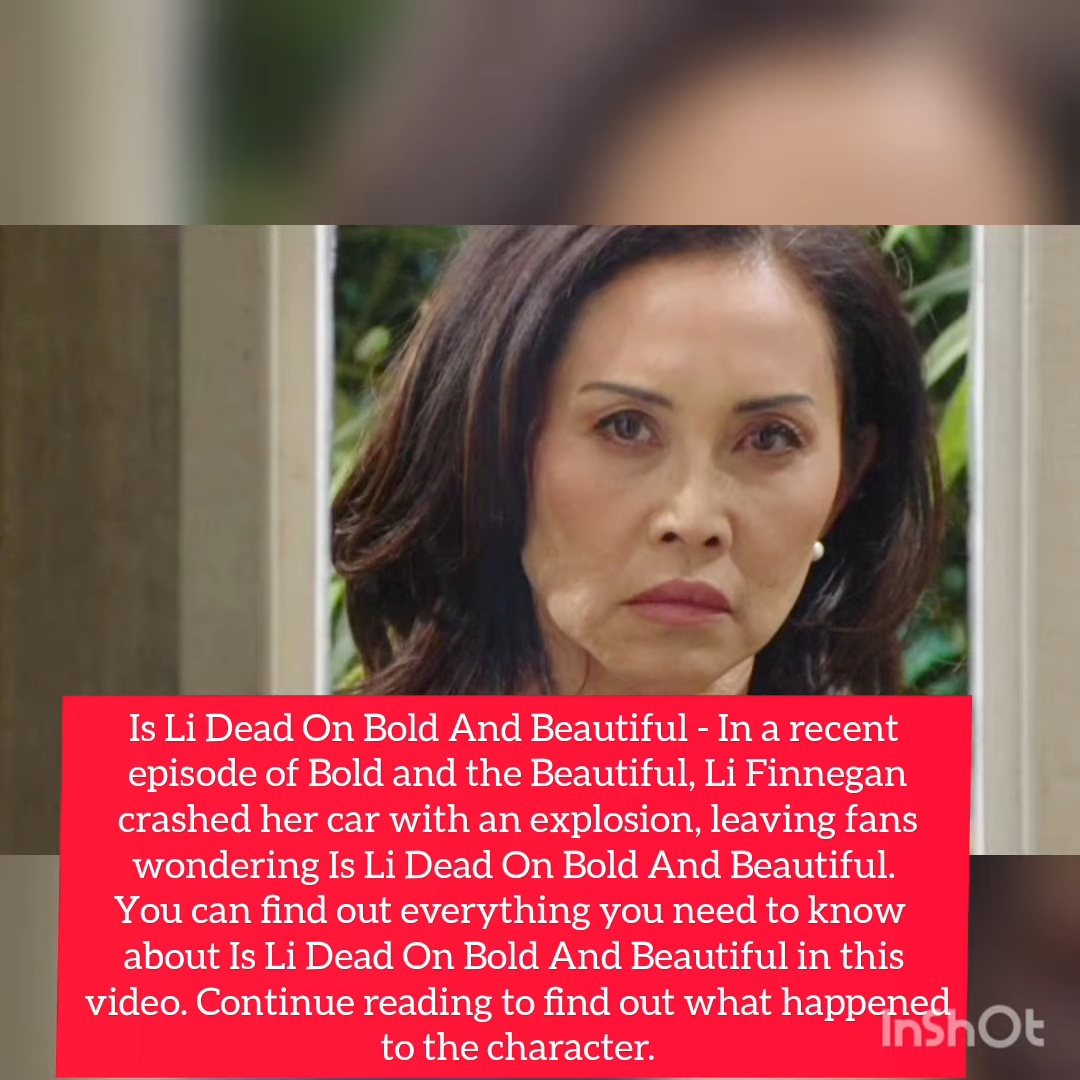 Is Li Dead On Bold And Beautiful - In a recent
episode of Bold and the Beautiful, Li Finnegan
crashed her car with an explosion, leaving fans
wondering Is Li Dead On Bold And Beautiful.
You can find out everything you need to know
about Is Li Dead On Bold And Beautiful in this
video. Continue reading to find out what happened
to the character.
InShOt